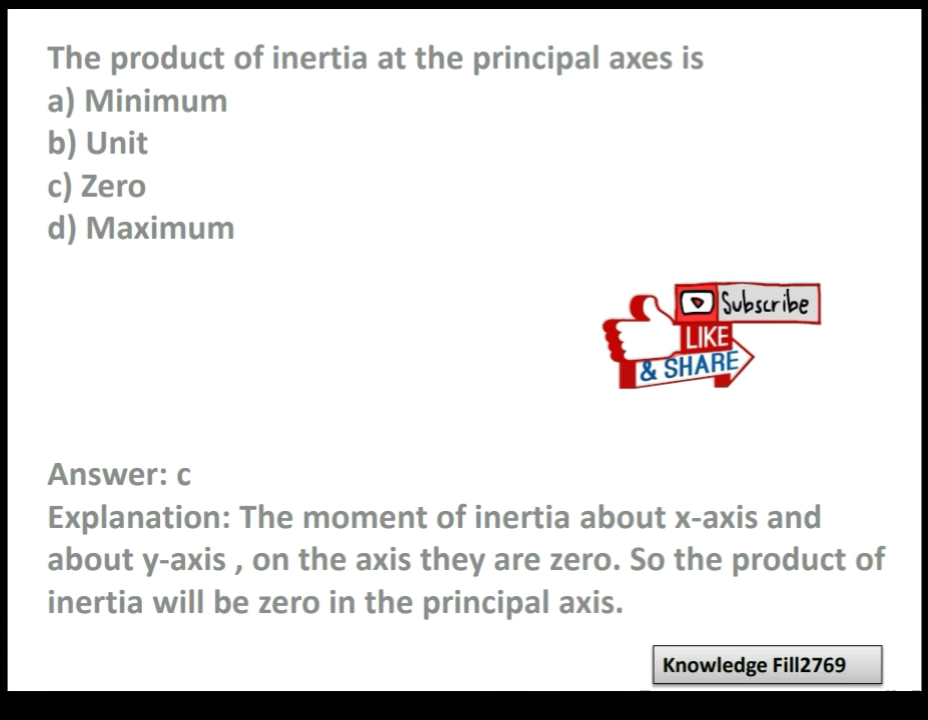 The product of inertia at the principal axes is
a) Minimum
b) Unit
c) Zero
d) Maximum
Subscribe
LIKE
& SHARE
Answer: c
Explanation: The moment of inertia about x-axis and
about y-axis , on the axis they are zero. So the product of
inertia will be zero in the principal axis.
Knowledge Fill2769